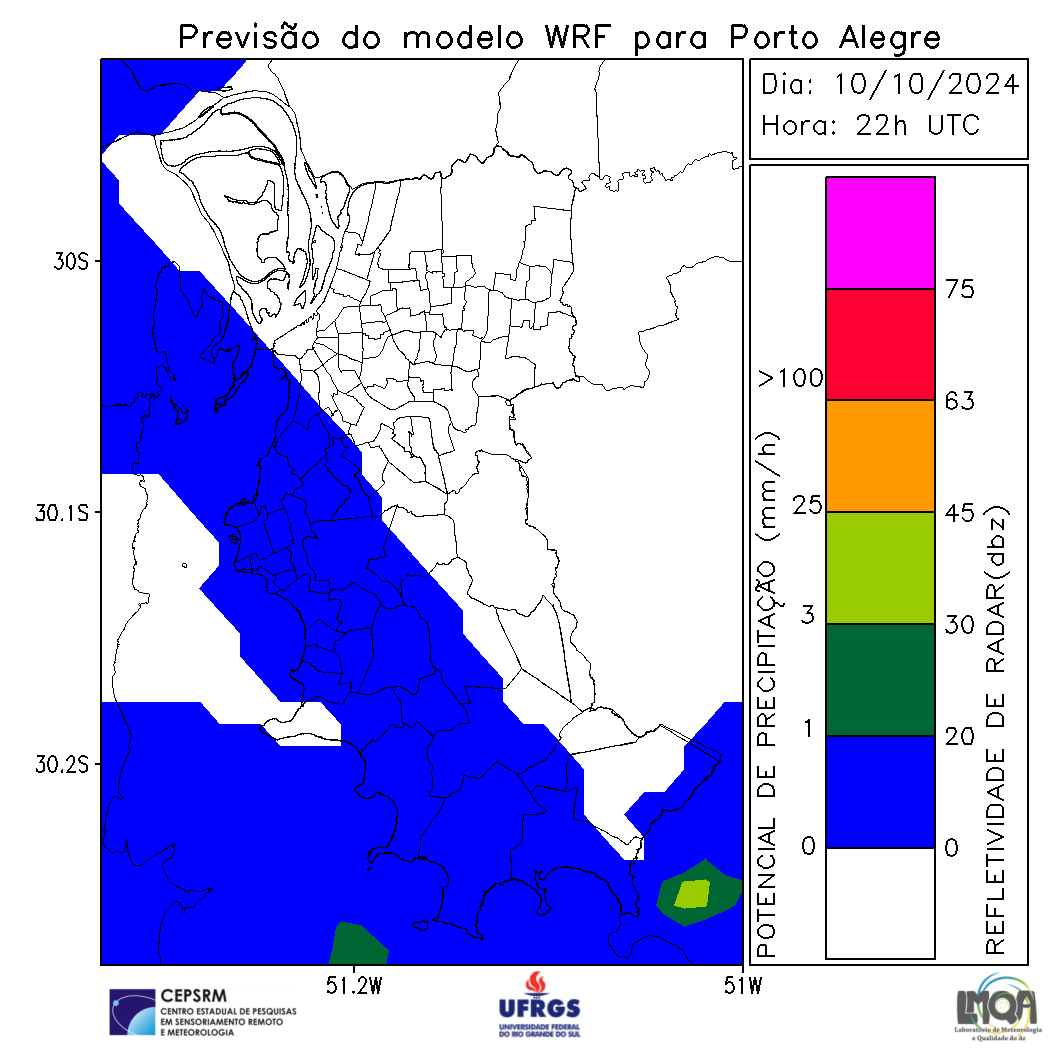 Previsão do modelo WRF para Porto Alegre
Dia: 10/10/2024
Hora: 22h UTC
30S
30.1S
30.2S
51.2W
51W
POTENCIAL DE PRECIPITAÇÃO (mm/h)
>100
25
3
1
0
75
63
45
30
20
0
REFLETIVIDADE DE RADAR(dbz)
CEPSRM
CENTRO ESTADUAL DE PESQUISAS
EM SENSORIAMENTO REMOTO
E METEOROLOGIA
UFRGS
UNIVERSIDADE FEDERAL
DO RIO GRANDE DO SUL
LMQA
Laboratório de Meteorologia
e Qualidade do Ar